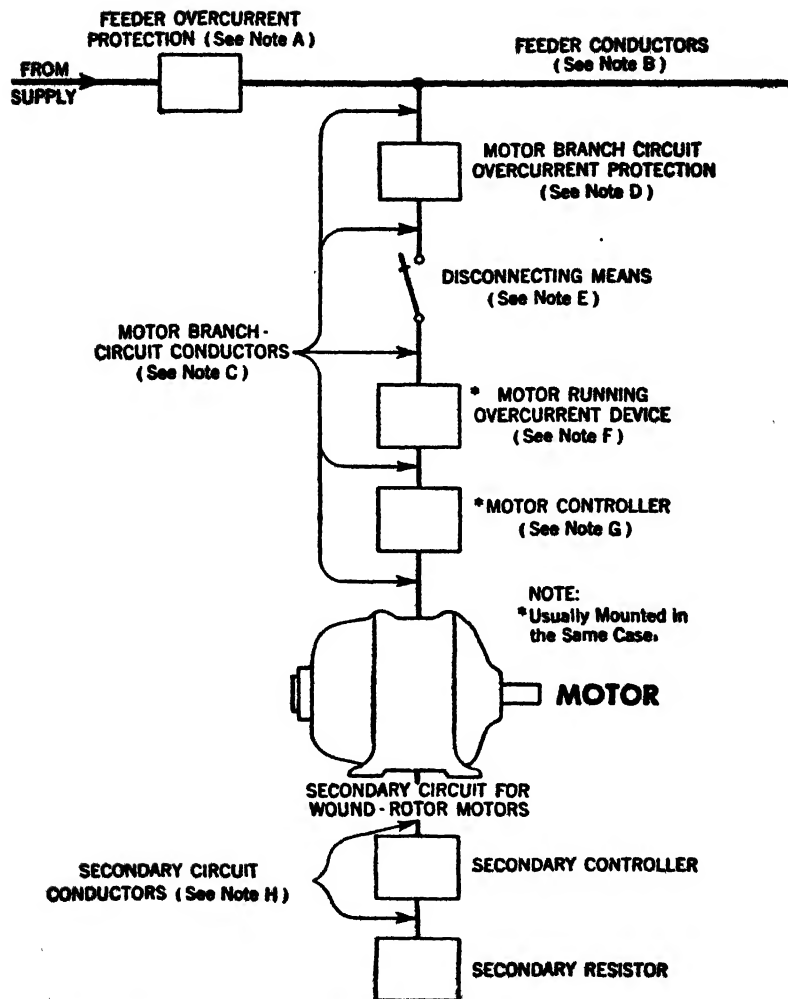 FEEDER OVERCURRENT
PROTECTION (See Note A)
FROM
SUPPLY
FEEDER CONDUCTORS
(See Note B)
MOTOR BRANCH CIRCUIT
OVERCURRENT PROTECTION
(See Note D)
DISCONNECTING MEANS
(See Note E)
MOTOR BRANCH-
CIRCUIT CONDUCTORS
(See Note C)
* MOTOR RUNNING
OVERCURRENT DEVICE
(See Note F)
*MOTOR CONTROLLER
(See Note G)
NOTE:
*Usually Mounted in
the Same Case.
MOTOR
SECONDARY CIRCUIT FOR
WOUND-ROTOR MOTORS
SECONDARY CIRCUIT
CONDUCTORS (See Note H)
SECONDARY CONTROLLER
SECONDARY RESISTOR